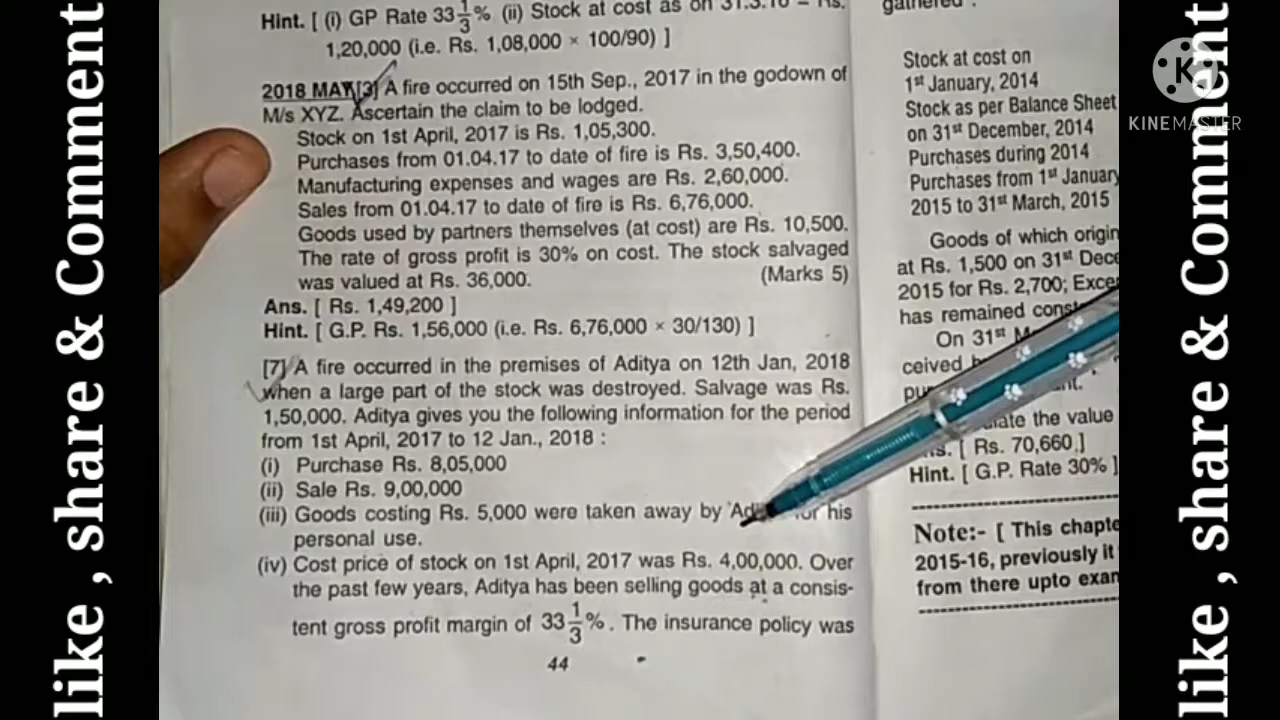 like , share & Comment
Hint. [ (i) GP Rate 33 1/3 % (ii) Stock at cost as on 31.3.16 = Rs.
1,20,000 (i.e. Rs. 1,08,000 × 100/90) ]
2018 MAY [3] A fire occurred on 15th Sep., 2017 in the godown of
M/s XYZ. Ascertain the claim to be lodged.
Stock on 1st April, 2017 is Rs. 1,05,300.
Purchases from 01.04.17 to date of fire is Rs. 3,50,400.
Manufacturing expenses and wages are Rs. 2,60,000.
Sales from 01.04.17 to date of fire is Rs. 6,76,000.
Goods used by partners themselves (at cost) are Rs. 10,500.
The rate of gross profit is 30% on cost. The stock salvaged
was valued at Rs. 36,000. (Marks 5)
Ans. [ Rs. 1,49,200 ]
Hint. [ G.P. Rs. 1,56,000 (i.e. Rs. 6,76,000 × 30/130) ]
[7] A fire occurred in the premises of Aditya on 12th Jan, 2018
when a large part of the stock was destroyed. Salvage was Rs.
1,50,000. Aditya gives you the following information for the period
from 1st April, 2017 to 12 Jan., 2018 :
(i) Purchase Rs. 8,05,000
(ii) Sale Rs. 9,00,000
(iii) Goods costing Rs. 5,000 were taken away by for his
personal use.
(iv) Cost price of stock on 1st April, 2017 was Rs. 4,00,000. Over
the past few years, Aditya has been selling goods at a consis-
tent gross profit margin of 33 1/3 %. The insurance policy was
44
gathered :
Stock at cost on
1st January, 2014
Stock as per Balance Sheet
on 31st December, 2014
Purchases during 2014
Purchases from 1st January
2015 to 31st March, 2015
Goods of which origin
at Rs. 1,500 on 31st Dece
2015 for Rs. 2,700; Exce
has remained const
On 31st
ceived
the value
[ Rs. 70,660 ]
Hint. [ G.P. Rate 30% ]
Note:- [ This chapte
2015-16, previously it
from there upto exam
K
KINEMASTER
like , share & Comment